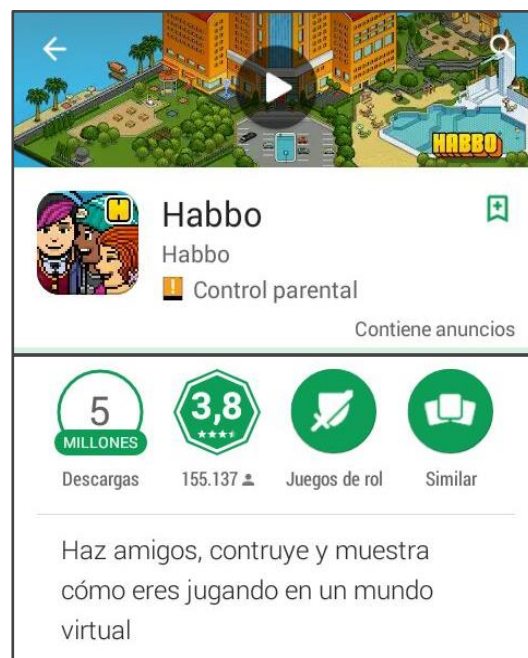 HABBO
H
Habbo
Habbo
Control parental
Contiene anuncios
5
MILLONES
Descargas
3,8
155.137
Juegos de rol
Similar
Haz amigos, contruye y muestra
cómo eres jugando en un mundo
virtual